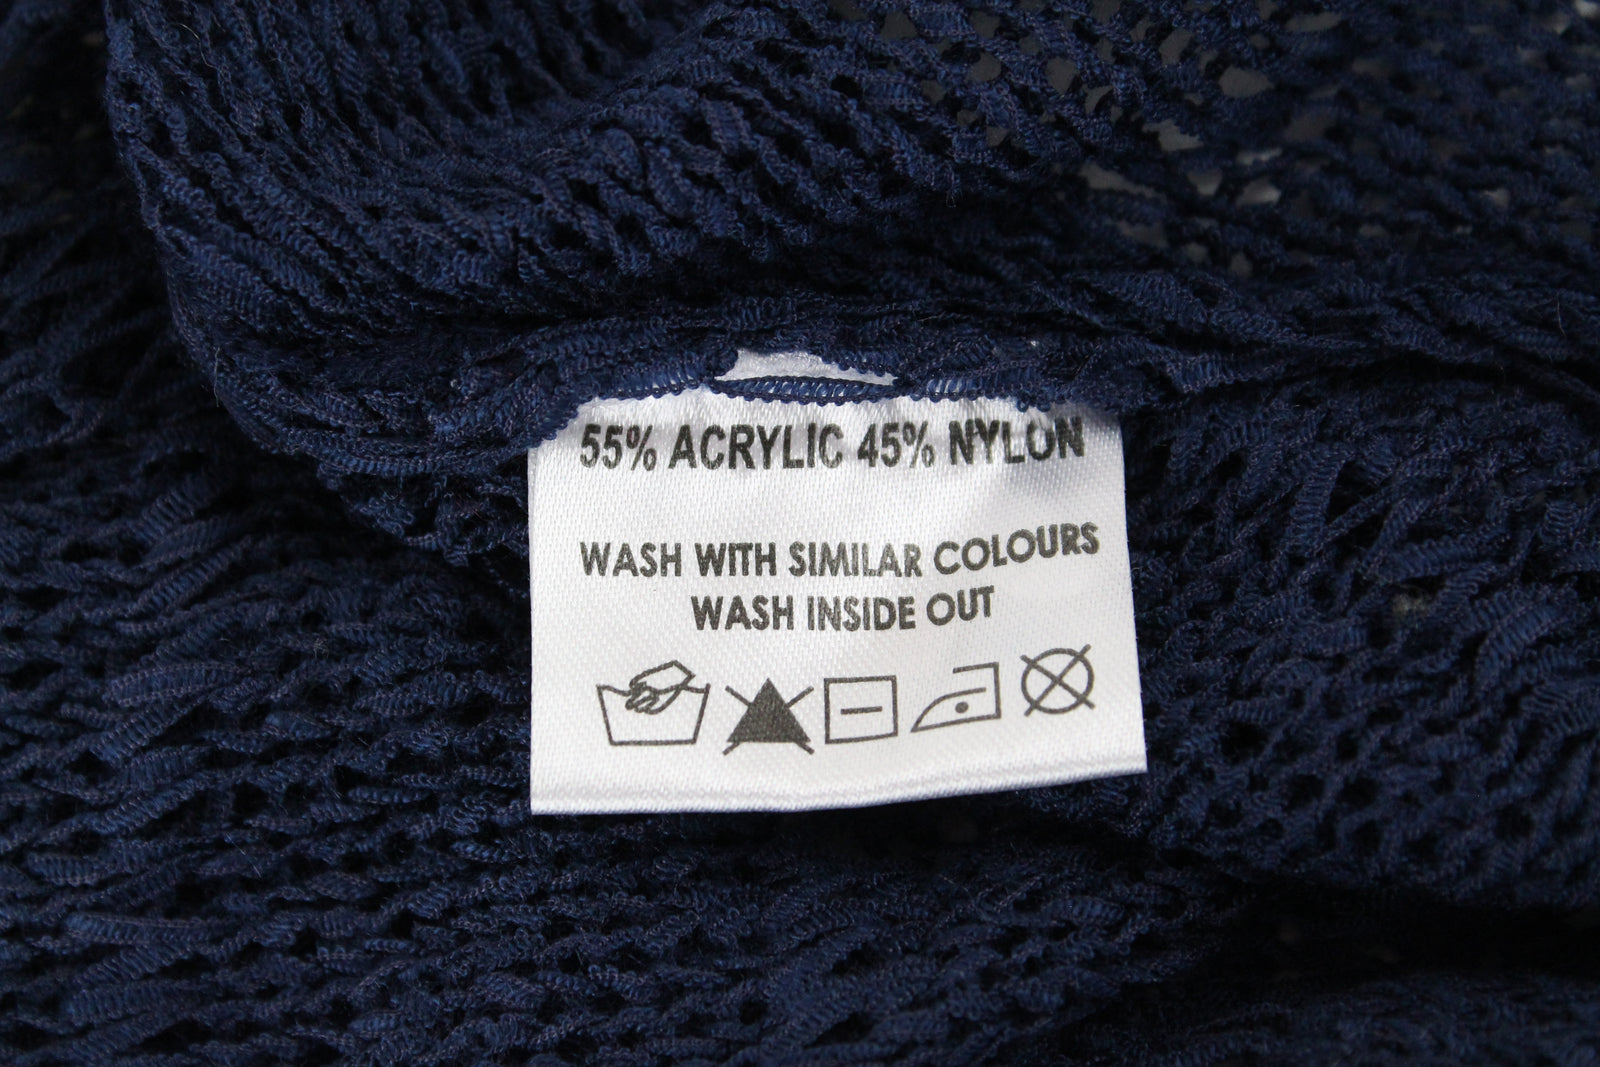 55% ACRYLIC 45% NYLON
WASH WITH SIMILAR COLOURS
WASH INSIDE OUT